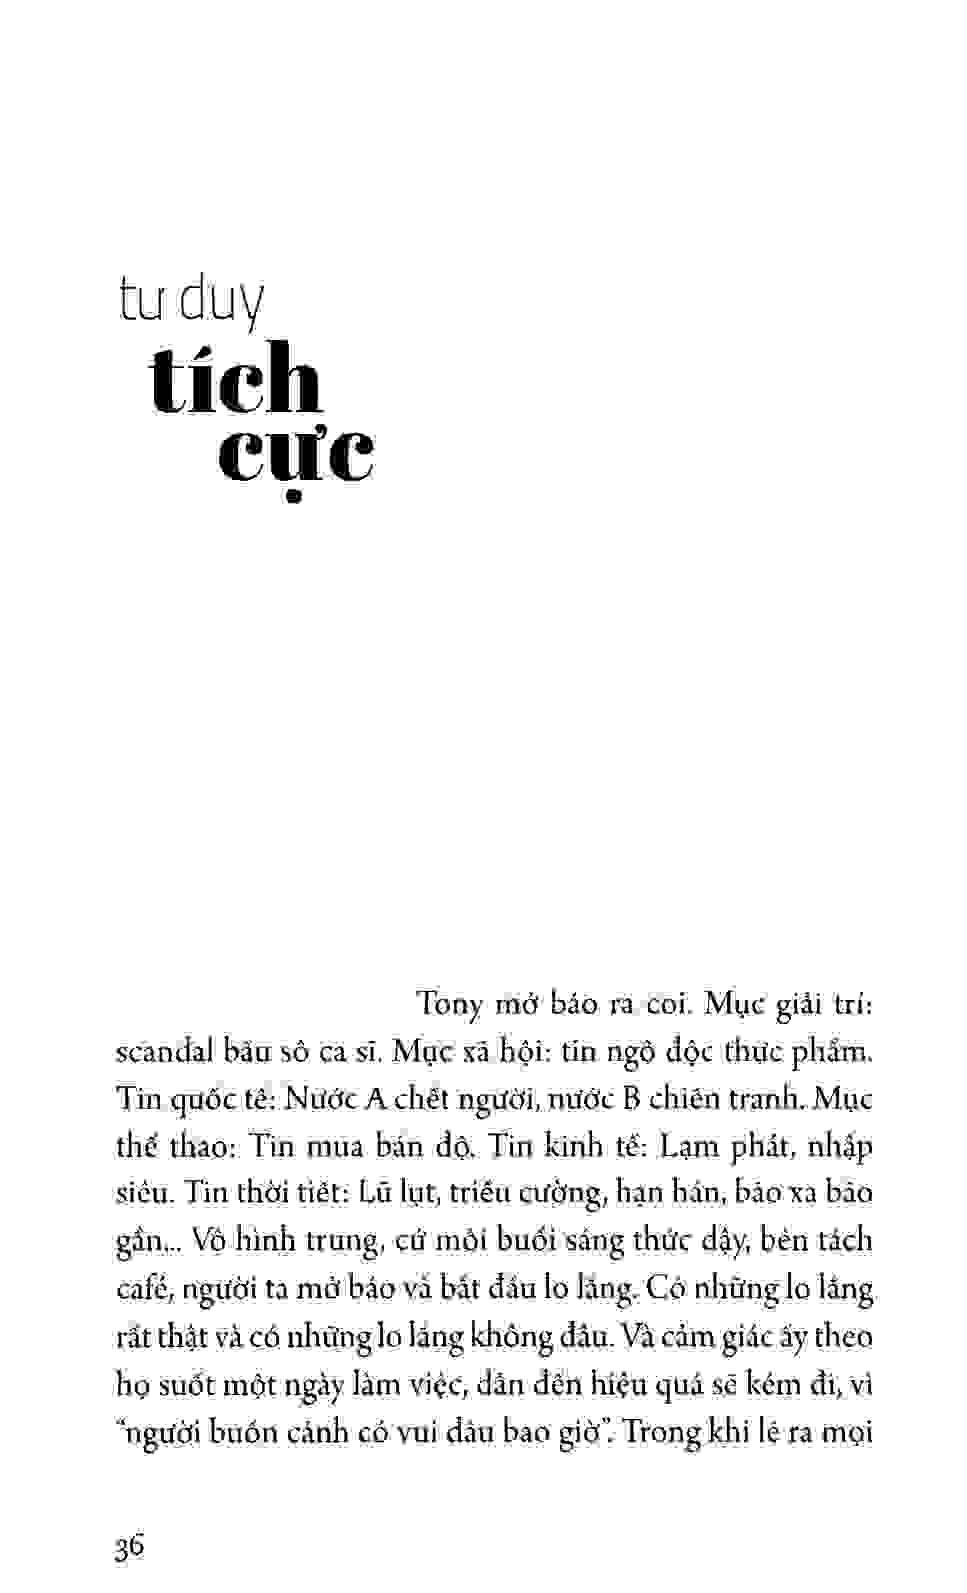 tư duy
tích
cực
Tony mở báo ra coi. Mục giải trí:
scandal bầu sô ca sĩ. Mục xã hội: tin ngộ độc thực phẩm.
Tin quốc tế: Nước A chết người, nước B chiến tranh. Mục
thể thao: Tin mua bán độ. Tin kinh tế: Lạm phát, nhập
siêu. Tin thời tiết: Lũ lụt, triều cường, hạn hán, bão xa bão
gần... Vô hình trung, cứ mỗi buổi sáng thức dậy, bên tách
café, người ta mở báo và bắt đầu lo lắng. Có những lo lắng
rất thật và có những lo lắng không đâu. Và cảm giác ấy theo
họ suốt một ngày làm việc, dẫn đến hiệu quả sẽ kém đi, vì
“người buồn cảnh có vui đâu bao giờ”. Trong khi lẽ ra mọi
36